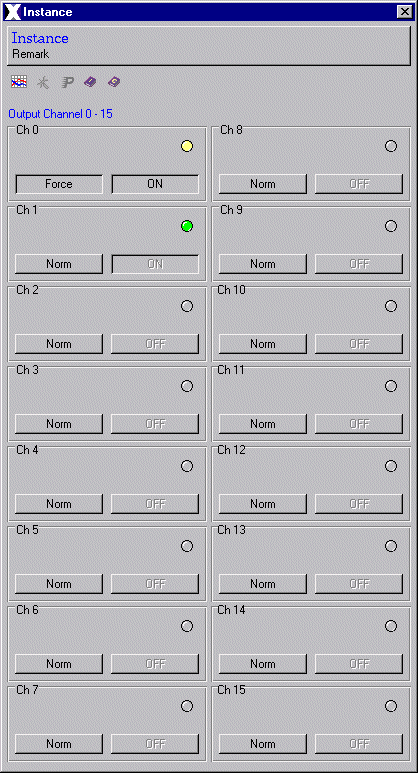 Instance
Instance
Remark
Output Channel 0 - 15
Ch 0
Force ON
Ch 1
Norm ON
Ch 2
Norm OFF
Ch 3
Norm OFF
Ch 4
Norm OFF
Ch 5
Norm OFF
Ch 6
Norm OFF
Ch 7
Norm OFF
Ch 8
Norm OFF
Ch 9
Norm OFF
Ch 10
Norm OFF
Ch 11
Norm OFF
Ch 12
Norm OFF
Ch 13
Norm OFF
Ch 14
Norm OFF
Ch 15
Norm OFF